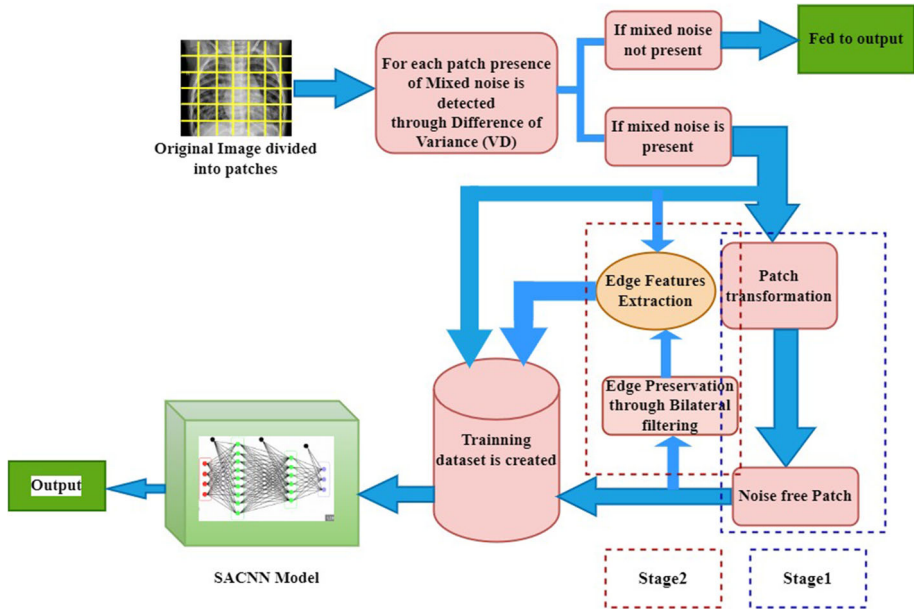 Original Image divided
into patches
For each patch presence
of Mixed noise is
detected
through Difference of
Variance (VD)
If mixed noise
not present
Fed to output
If mixed noise is
present
Edge Features
Extraction
Patch
transformation
Edge Preservation
through Bilateral
filtering
Trainning
dataset is created
Noise free Patch
Output
SACNN Model
Stage2
Stage1